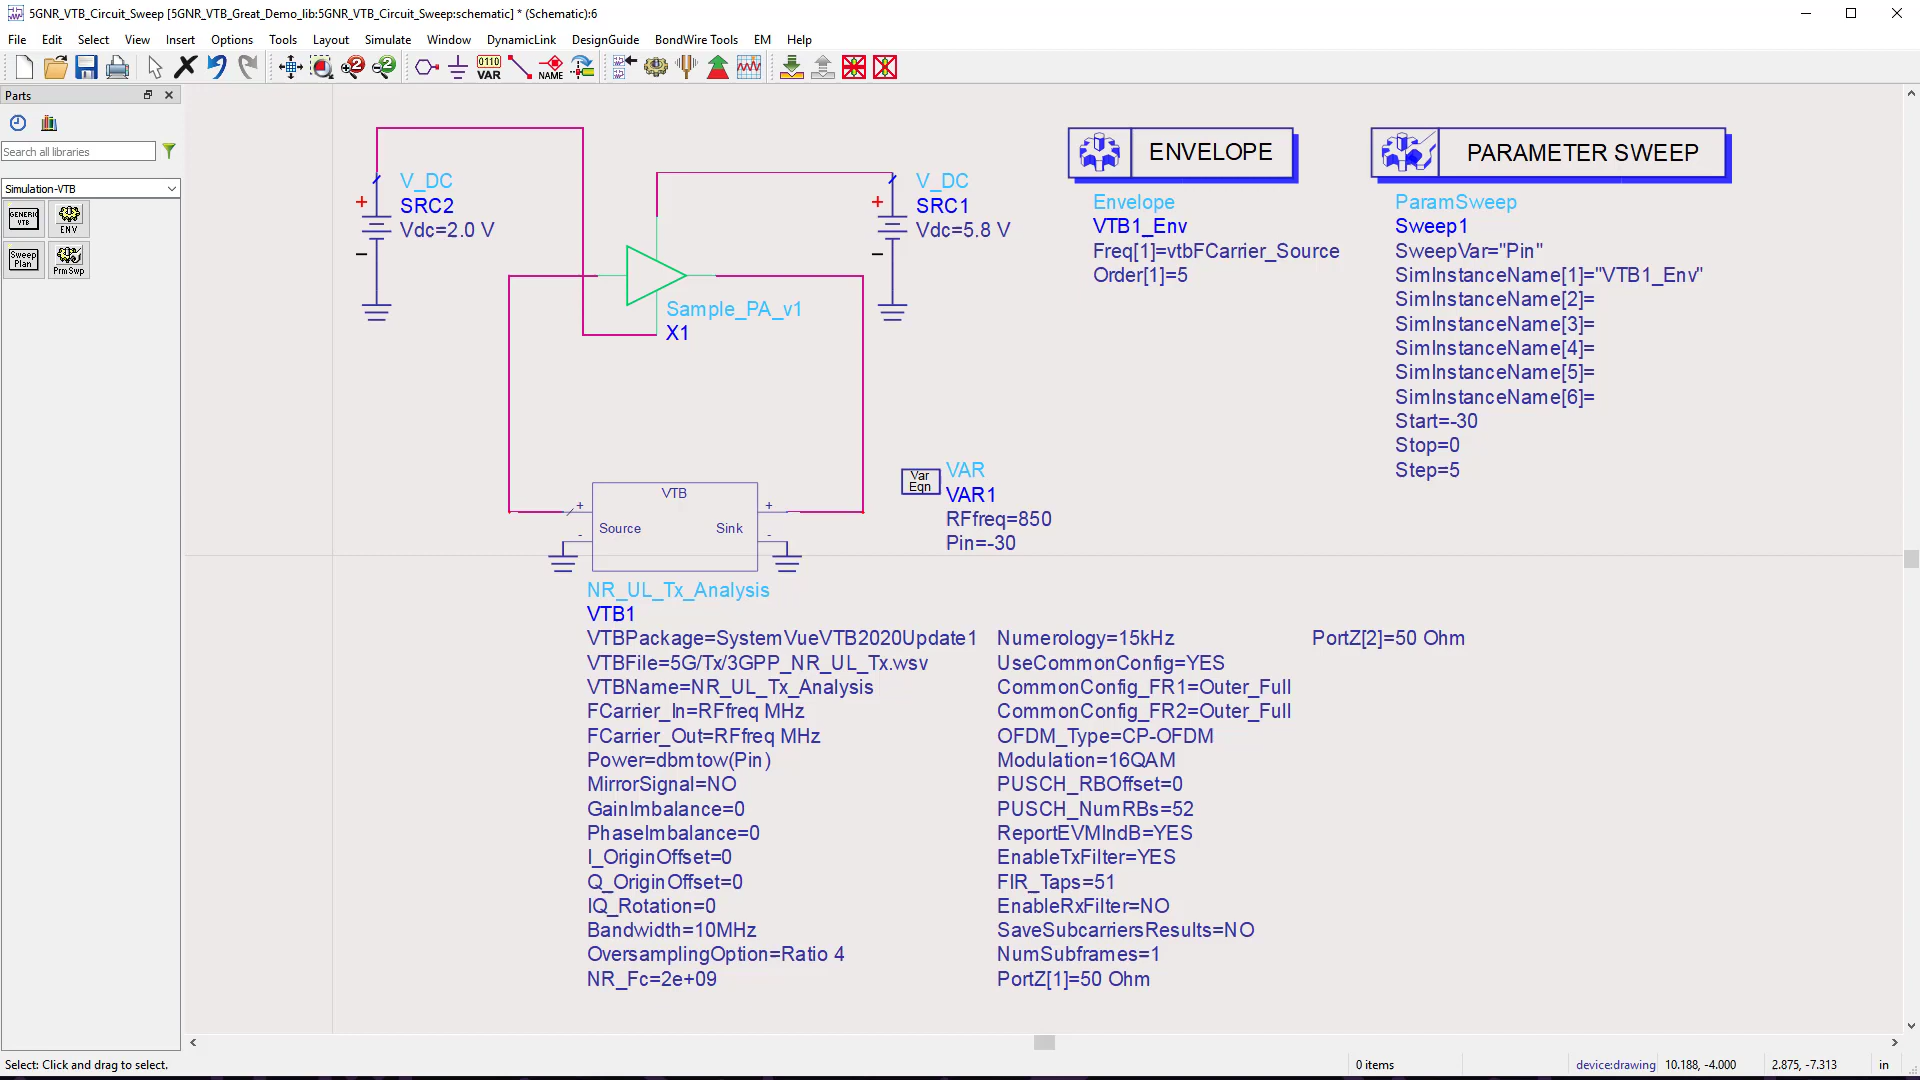 5GNR_VTB_Circuit_Sweep [5GNR_VTB_Great_Demo_lib:5GNR_VTB_Circuit_Sweep:schematic] * (Schematic):6
File Edit Select View Insert Options Tools Layout Simulate Window DynamicLink DesignGuide BondWire Tools EM Help
0110
VAR
NAME
+2
-2
Parts
Search all libraries
Simulation-VTB
GENERIC
VTB
ENV
Sweep
Plan
Prm Swp
V_DC
SRC2
Vdc=2.0 V
+
−
V_DC
SRC1
Vdc=5.8 V
+
−
Sample_PA_v1
X1
ENVELOPE
Envelope
VTB1_Env
Freq[1]=vtbFCarrier_Source
Order[1]=5
PARAMETER SWEEP
ParamSweep
Sweep1
SweepVar="Pin"
SimInstanceName[1]="VTB1_Env"
SimInstanceName[2]=
SimInstanceName[3]=
SimInstanceName[4]=
SimInstanceName[5]=
SimInstanceName[6]=
Start=-30
Stop=0
Step=5
Var
Eqn
VAR
VAR1
RFfreq=850
Pin=-30
VTB
+ +
Source Sink
- -
NR_UL_Tx_Analysis
VTB1
VTBPackage=SystemVueVTB2020Update1
VTBFile=5G/Tx/3GPP_NR_UL_Tx.wsv
VTBName=NR_UL_Tx_Analysis
FCarrier_In=RFfreq MHz
FCarrier_Out=RFfreq MHz
Power=dbmtow(Pin)
MirrorSignal=NO
GainImbalance=0
PhaseImbalance=0
I_OriginOffset=0
Q_OriginOffset=0
IQ_Rotation=0
Bandwidth=10MHz
OversamplingOption=Ratio 4
NR_Fc=2e+09
Numerology=15kHz
UseCommonConfig=YES
CommonConfig_FR1=Outer_Full
CommonConfig_FR2=Outer_Full
OFDM_Type=CP-OFDM
Modulation=16QAM
PUSCH_RBOffset=0
PUSCH_NumRBs=52
ReportEVMIndB=YES
EnableTxFilter=YES
FIR_Taps=51
EnableRxFilter=NO
SaveSubcarriersResults=NO
NumSubframes=1
PortZ[1]=50 Ohm
PortZ[2]=50 Ohm
Select: Click and drag to select.
0 items
device:drawing
10.188, -4.000
2.875, -7.313
in